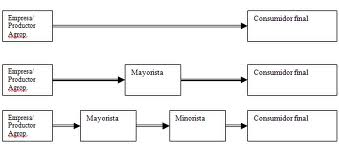 Empresa/ Consumidor final
Productor
Agrop.
Empresa/ Mayorista Consumidor final
Productor
Agrop.
Empresa/ Mayorista Minorista Consumidor final
Productor
Agrop.